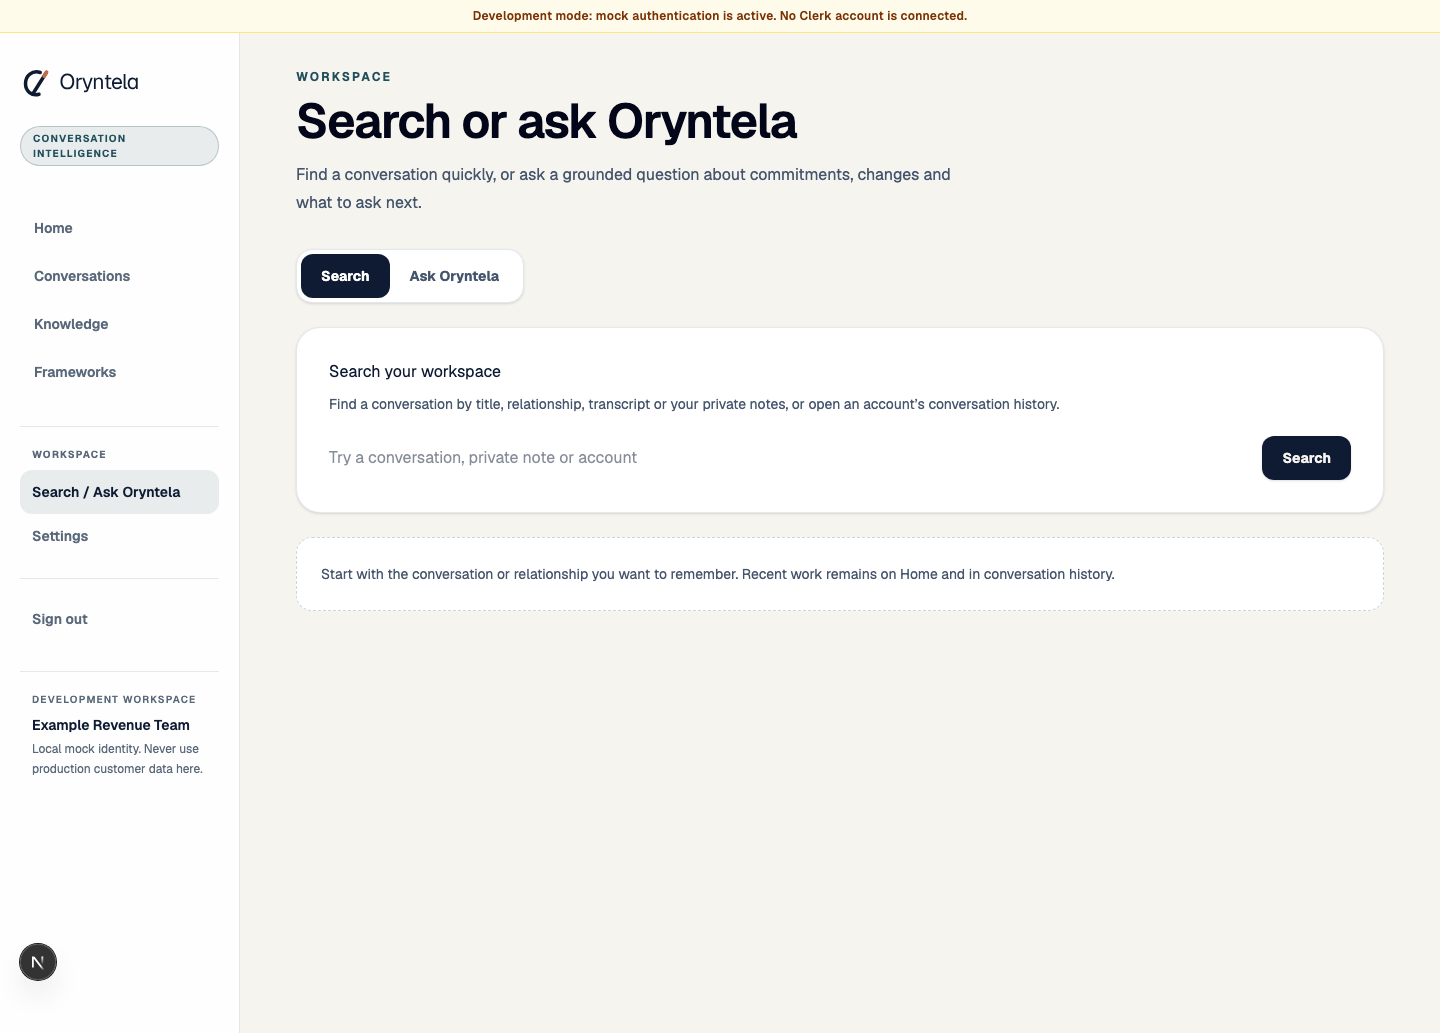 Development mode: mock authentication is active. No Clerk account is connected.
Oryntela
CONVERSATION
INTELLIGENCE
Home
Conversations
Knowledge
Frameworks
WORKSPACE
Search / Ask Oryntela
Settings
Sign out
DEVELOPMENT WORKSPACE
Example Revenue Team
Local mock identity. Never use
production customer data here.
N
WORKSPACE
Search or ask Oryntela
Find a conversation quickly, or ask a grounded question about commitments, changes and
what to ask next.
Search
Ask Oryntela
Search your workspace
Find a conversation by title, relationship, transcript or your private notes, or open an account’s conversation history.
Try a conversation, private note or account
Search
Start with the conversation or relationship you want to remember. Recent work remains on Home and in conversation history.